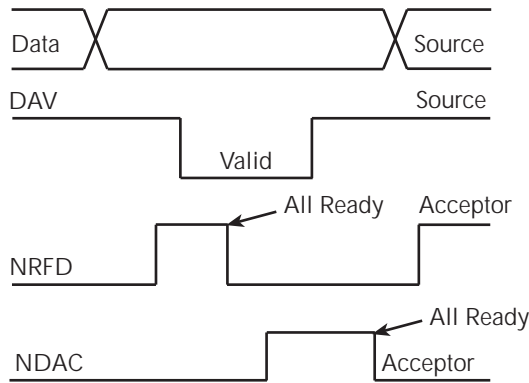 Data Source
DAV Source
Valid
All Ready Acceptor
NRFD
All Ready
NDAC Acceptor